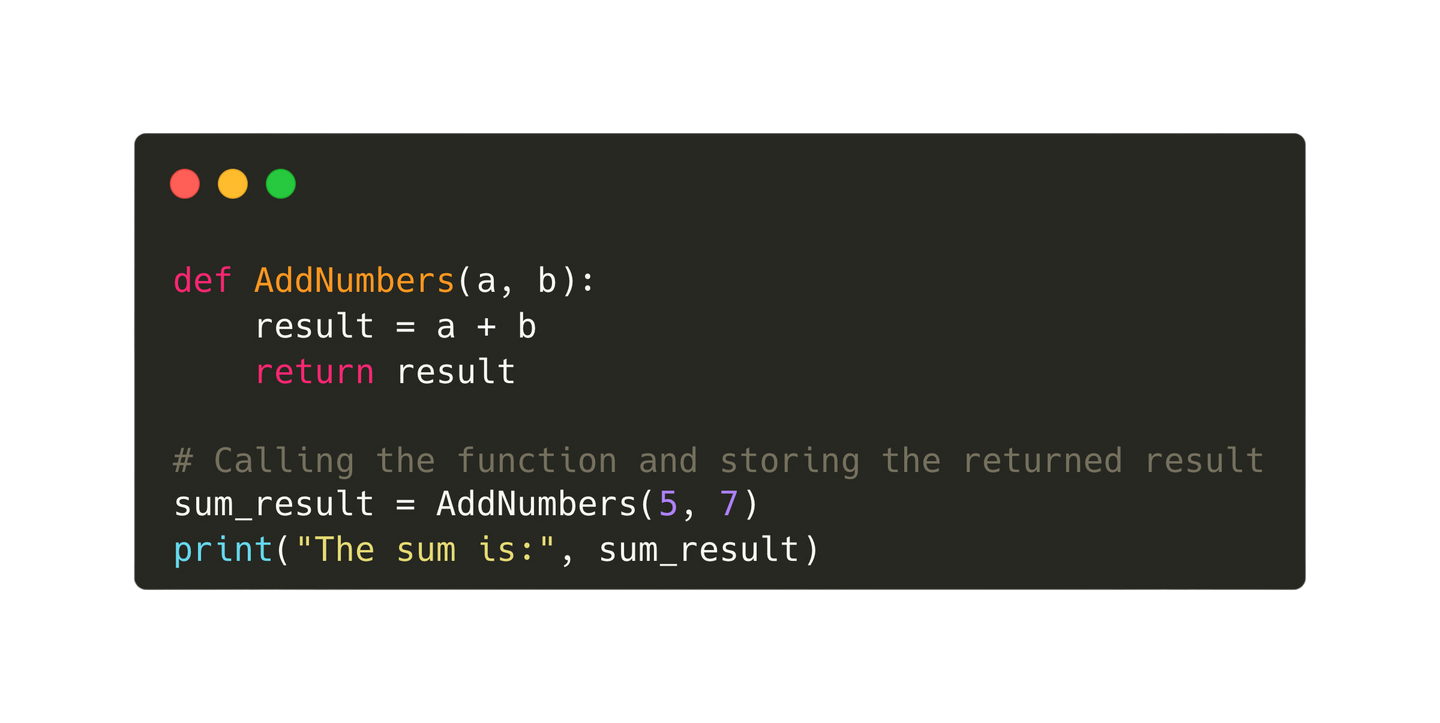 def AddNumbers(a, b):
    result = a + b
    return result

# Calling the function and storing the returned result
sum_result = AddNumbers(5, 7)
print("The sum is:", sum_result)